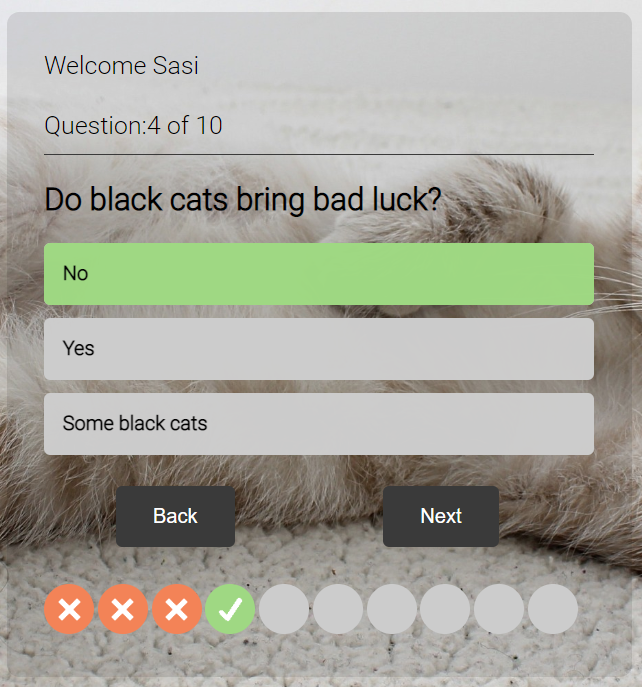 Welcome Sasi
Question:4 of 10
Do black cats bring bad luck?
No
Yes
Some black cats
Back
Next